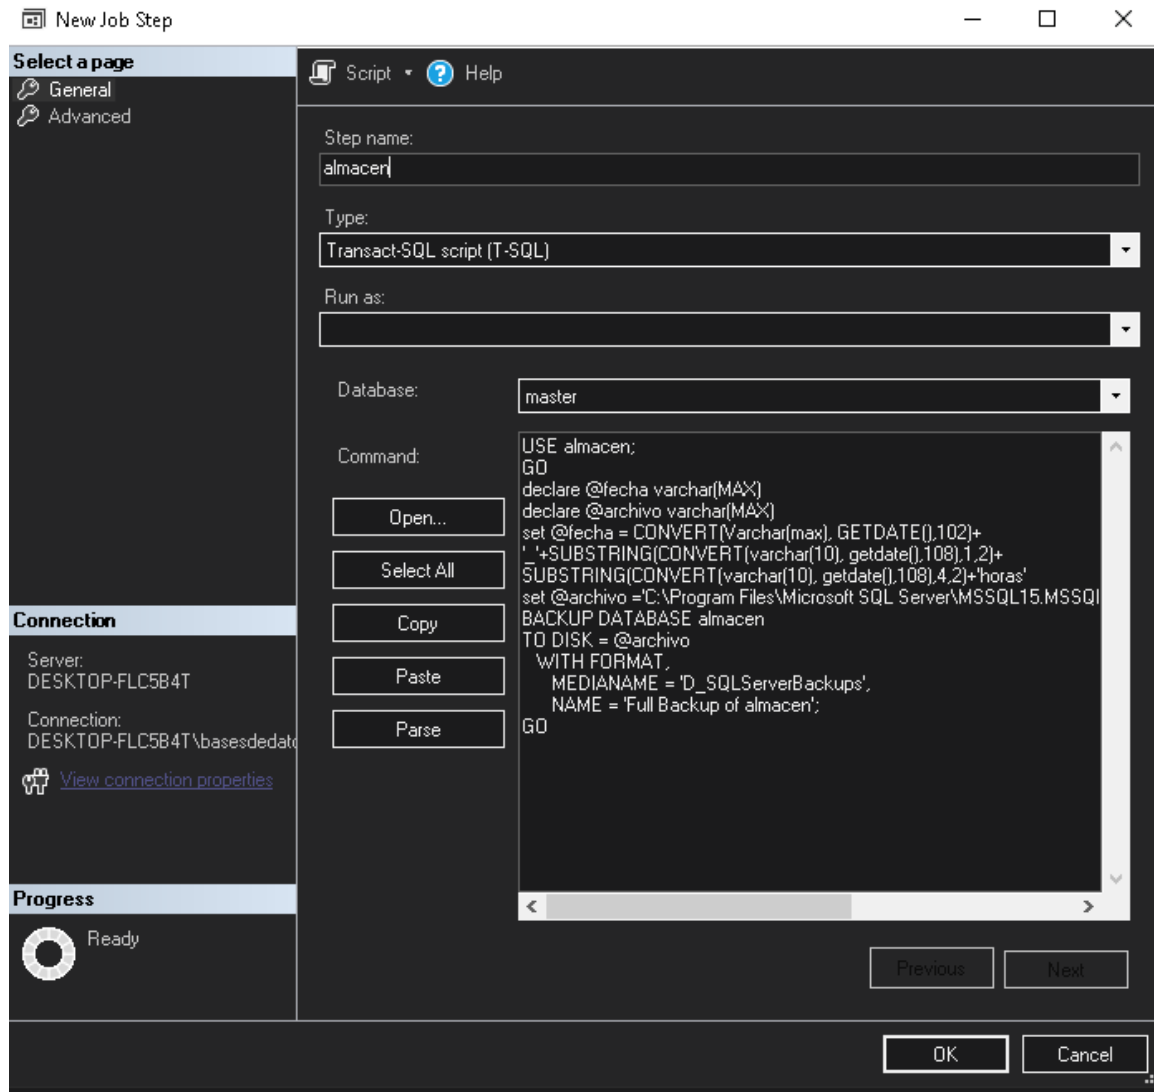 New Job Step
Select a page
General
Advanced
Script
Help
Step name:
almacen
Type:
Transact-SQL script (T-SQL)
Run as:
Database:
master
Command:
Open...
Select All
Copy
Paste
Parse
USE almacen;
GO
declare @fecha varchar(MAX)
declare @archivo varchar(MAX)
set @fecha = CONVERT(Varchar(max), GETDATE(),102)+
'_'+SUBSTRING(CONVERT(varchar(10), getdate(),108),1,2)+
SUBSTRING(CONVERT(varchar(10), getdate(),108),4,2)+'horas'
set @archivo ='C:\Program Files\Microsoft SQL Server\MSSQL15.MSSQl
BACKUP DATABASE almacen
TO DISK = @archivo
WITH FORMAT,
MEDIANAME = 'D_SQLServerBackups',
NAME = 'Full Backup of almacen';
GO
Connection
Server:
DESKTOP-FLC5B4T
Connection:
DESKTOP-FLC5B4T\basesdedato
View connection properties
Progress
Ready
Previous
Next
OK
Cancel